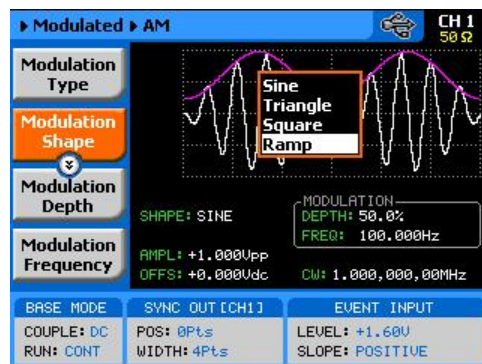 Modulated AM
CH 1
50 Ω
Modulation Type
Modulation Shape
Modulation Depth
Modulation Frequency
Sine
Triangle
Square
Ramp
SHAPE: SINE
AMPL: +1.000Vpp
OFFS: +0.000Vdc
MODULATION
DEPTH: 50.0%
FREQ: 100.000Hz
CW: 1.000,000,00MHz
BASE MODE
COUPLE: DC
RUN: CONT
SYNC OUT [CH1]
POS: 0Pts
WIDTH: 4Pts
EVENT INPUT
LEVEL: +1.60V
SLOPE: POSITIVE